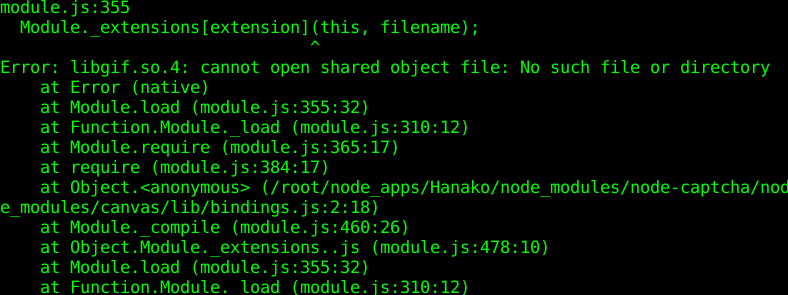 module.js:355
  Module._extensions[extension](this, filename);
                               ^
Error: libgif.so.4: cannot open shared object file: No such file or directory
    at Error (native)
    at Module.load (module.js:355:32)
    at Function.Module._load (module.js:310:12)
    at Module.require (module.js:365:17)
    at require (module.js:384:17)
    at Object.<anonymous> (/root/node_apps/Hanako/node_modules/node-captcha/nod
e_modules/canvas/lib/bindings.js:2:18)
    at Module._compile (module.js:460:26)
    at Object.Module._extensions..js (module.js:478:10)
    at Module.load (module.js:355:32)
    at Function.Module._load (module.js:310:12)